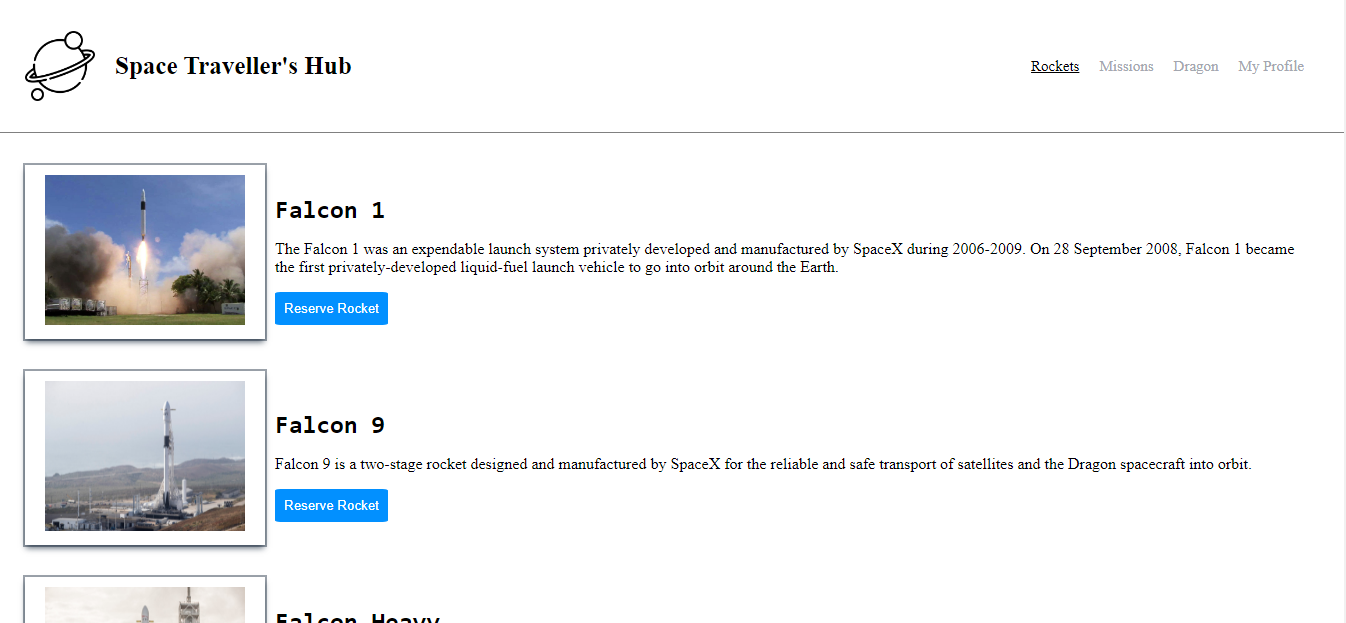 Space Traveller's Hub
Rockets Missions Dragon My Profile
Falcon 1
The Falcon 1 was an expendable launch system privately developed and manufactured by SpaceX during 2006-2009. On 28 September 2008, Falcon 1 became
the first privately-developed liquid-fuel launch vehicle to go into orbit around the Earth.
Reserve Rocket
Falcon 9
Falcon 9 is a two-stage rocket designed and manufactured by SpaceX for the reliable and safe transport of satellites and the Dragon spacecraft into orbit.
Reserve Rocket
Falcon Heavy